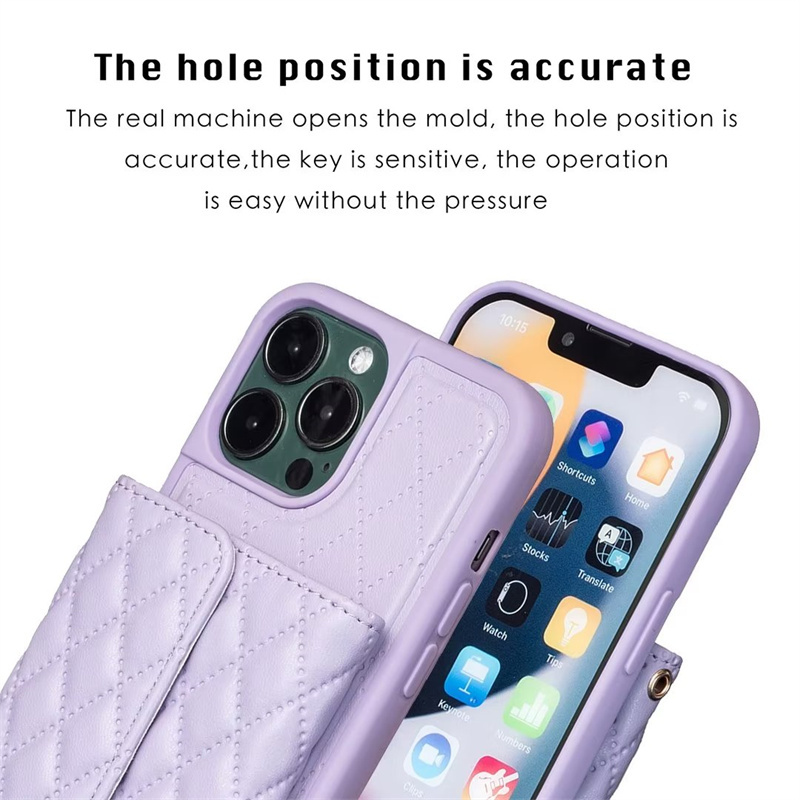 The hole position is accurate
The real machine opens the mold, the hole position is
accurate,the key is sensitive, the operation
is easy without the pressure
10:15
Shortcuts
Home
Stocks
Translate
A
Watch
Tips
Keynote
Numbers
Clips